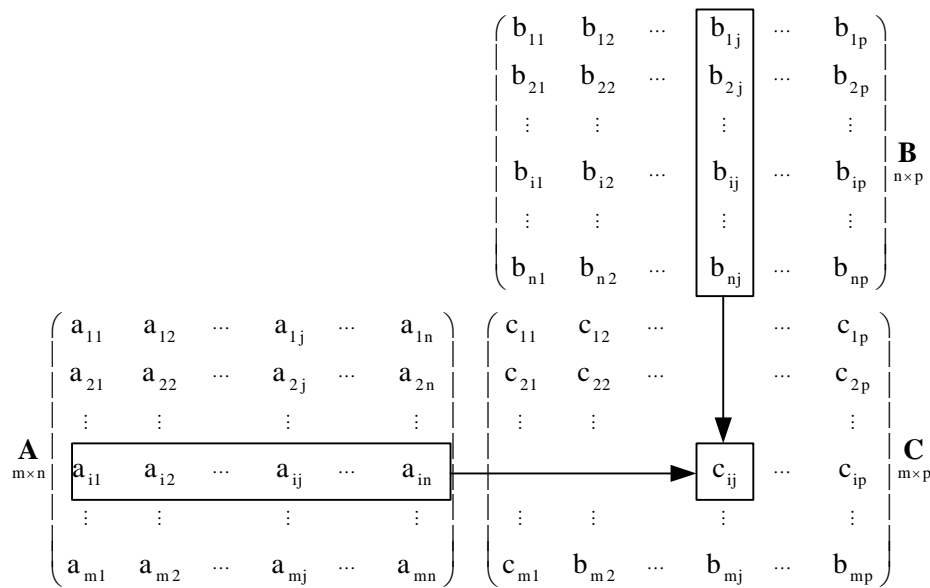 b₁₁ b₁₂ ⋯ b₁ⱼ ⋯ b₁ₚ
b₂₁ b₂₂ ⋯ b₂ⱼ ⋯ b₂ₚ
⋮ ⋮ ⋮ ⋮
bᵢ₁ bᵢ₂ ⋯ bᵢⱼ ⋯ bᵢₚ
⋮ ⋮ ⋮ ⋮
bₙ₁ bₙ₂ ⋯ bₙⱼ ⋯ bₙₚ
B
n×p
a₁₁ a₁₂ ⋯ a₁ⱼ ⋯ a₁ₙ
a₂₁ a₂₂ ⋯ a₂ⱼ ⋯ a₂ₙ
⋮ ⋮ ⋮ ⋮
aᵢ₁ aᵢ₂ ⋯ aᵢⱼ ⋯ aᵢₙ
⋮ ⋮ ⋮ ⋮
aₘ₁ aₘ₂ ⋯ aₘⱼ ⋯ aₘₙ
A
m×n
c₁₁ c₁₂ ⋯ ⋯ c₁ₚ
c₂₁ c₂₂ ⋯ ⋯ c₂ₚ
⋮ ⋮ ⋮
cᵢⱼ ⋯ cᵢₚ
⋮ ⋮ ⋮ ⋮
cₘ₁ bₘ₂ ⋯ bₘⱼ ⋯ bₘₚ
C
m×p